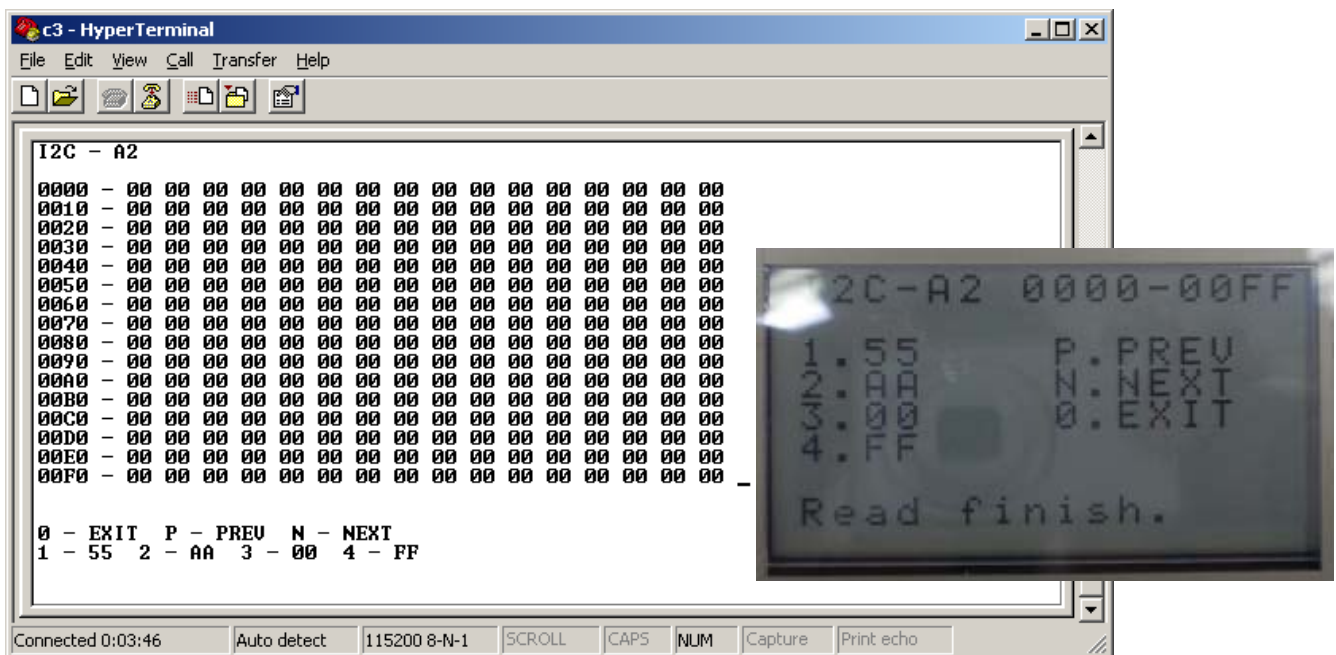 c3 - HyperTerminal
File Edit View Call Transfer Help
I2C - A2
0000 - 00 00 00 00 00 00 00 00 00 00 00 00 00 00 00 00
0010 - 00 00 00 00 00 00 00 00 00 00 00 00 00 00 00 00
0020 - 00 00 00 00 00 00 00 00 00 00 00 00 00 00 00 00
0030 - 00 00 00 00 00 00 00 00 00 00 00 00 00 00 00 00
0040 - 00 00 00 00 00 00 00 00 00 00 00 00 00 00 00 00
0050 - 00 00 00 00 00 00 00 00 00 00 00 00 00 00 00 00
0060 - 00 00 00 00 00 00 00 00 00 00 00 00 00 00 00 00
0070 - 00 00 00 00 00 00 00 00 00 00 00 00 00 00 00 00
0080 - 00 00 00 00 00 00 00 00 00 00 00 00 00 00 00 00
0090 - 00 00 00 00 00 00 00 00 00 00 00 00 00 00 00 00
00A0 - 00 00 00 00 00 00 00 00 00 00 00 00 00 00 00 00
00B0 - 00 00 00 00 00 00 00 00 00 00 00 00 00 00 00 00
00C0 - 00 00 00 00 00 00 00 00 00 00 00 00 00 00 00 00
00D0 - 00 00 00 00 00 00 00 00 00 00 00 00 00 00 00 00
00E0 - 00 00 00 00 00 00 00 00 00 00 00 00 00 00 00 00
00F0 - 00 00 00 00 00 00 00 00 00 00 00 00 00 00 00 00 _
0 - EXIT P - PREV N - NEXT
1 - 55 2 - AA 3 - 00 4 - FF
Connected 0:03:46 Auto detect 115200 8-N-1 SCROLL CAPS NUM Capture Print echo
2C-A2 0000-00FF
1.55 P.PREV
2.AA N.NEXT
3.00 0.EXIT
4.FF
Read finish.